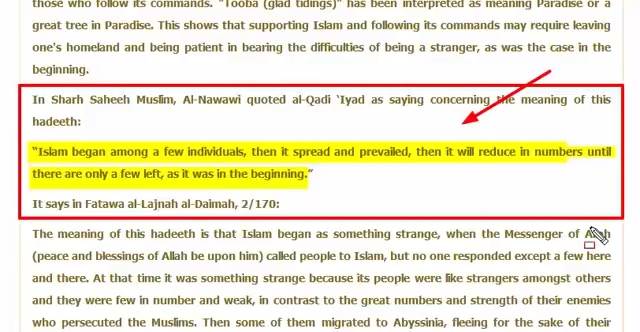 those who follow its commands. "Tooba (glad tidings)" has been interpreted as meaning Paradise or a
great tree in Paradise. This shows that supporting Islam and following its commands may require leaving
one's homeland and being patient in bearing the difficulties of being a stranger, as was the case in the
beginning.
In Sharh Saheeh Muslim, Al-Nawawi quoted al-Qadi ‘Iyad as saying concerning the meaning of this
hadeeth:
“Islam began among a few individuals, then it spread and prevailed, then it will reduce in numbers until
there are only a few left, as it was in the beginning.”
It says in Fatawa al-Lajnah al-Daimah, 2/170:
The meaning of this hadeeth is that Islam began as something strange, when the Messenger of
(peace and blessings of Allah be upon him) called people to Islam, but no one responded except a few here
and there. At that time it was something strange because its people were like strangers amongst others
and they were few in number and weak, in contrast to the great numbers and strength of their enemies
who persecuted the Muslims. Then some of them migrated to Abyssinia, fleeing for the sake of their